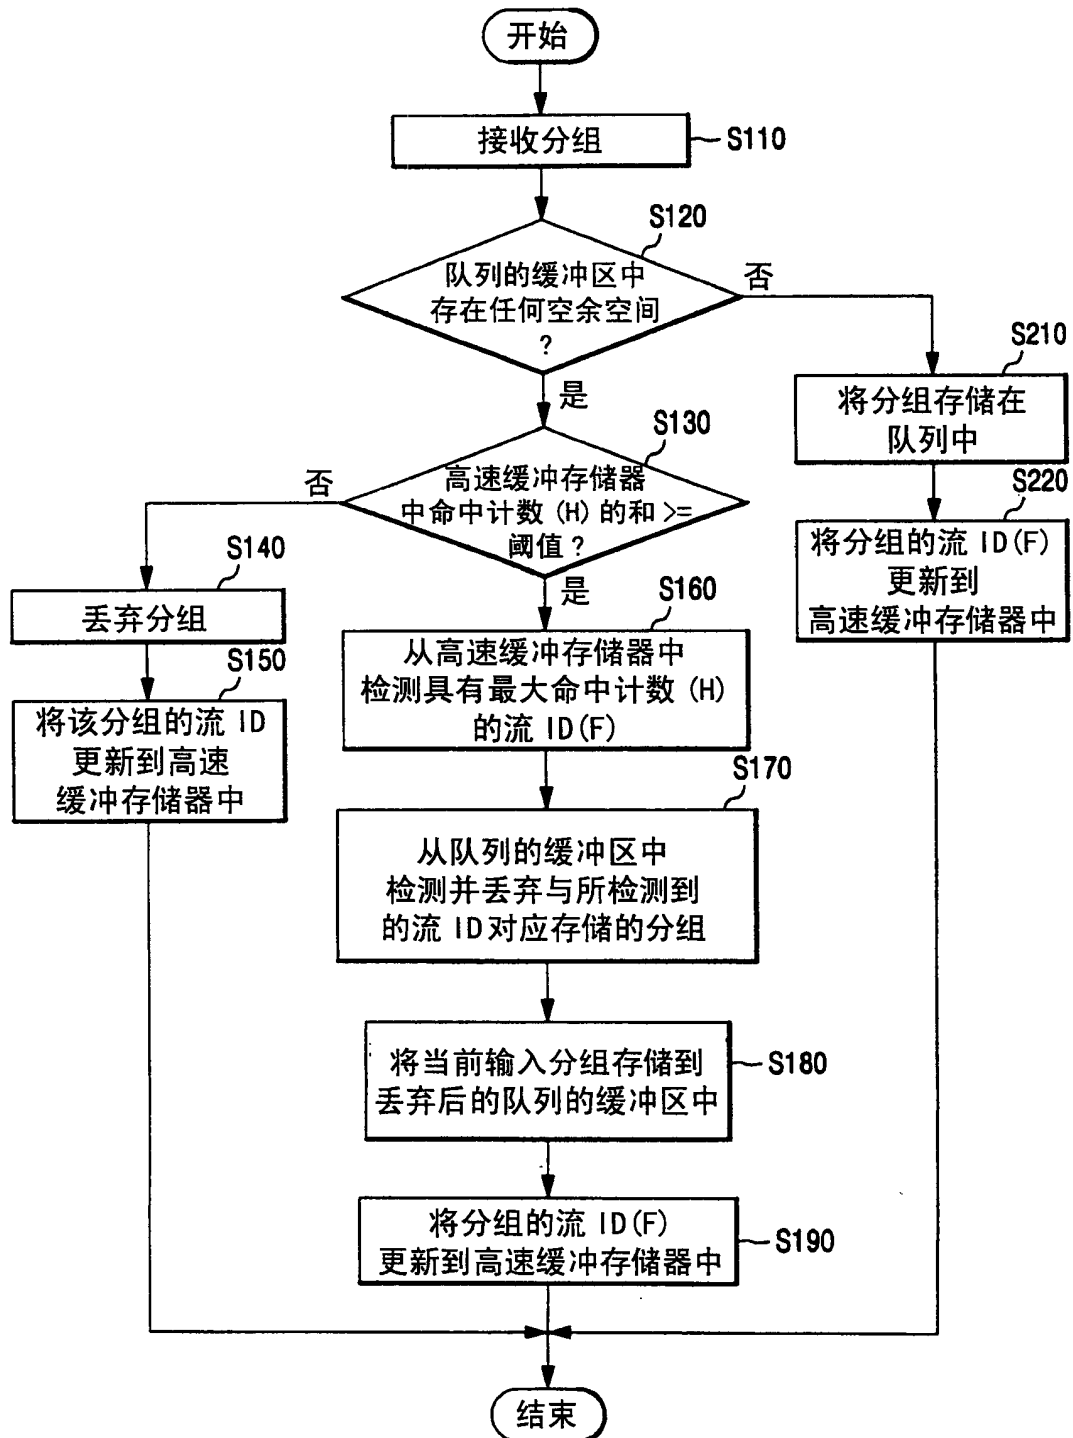 开始
接收分组
S110
S120
队列的缓冲区中
存在任何空余空间
?
否
是
S210
将分组存储在
队列中
S130
高速缓冲存储器
中命中计数(H)的和>=
阈值?
否
是
S220
将分组的流 ID(F)
更新到
高速缓冲存储器中
S140
丢弃分组
S150
将该分组的流 ID
更新到高速
缓冲存储器中
S160
从高速缓冲存储器中
检测具有最大命中计数(H)
的流 ID(F)
S170
从队列的缓冲区中
检测并丢弃与所检测到
的流 ID对应存储的分组
将当前输入分组存储到
丢弃后的队列的缓冲区中
S180
将分组的流 ID(F)
更新到高速缓冲存储器中
S190
结束